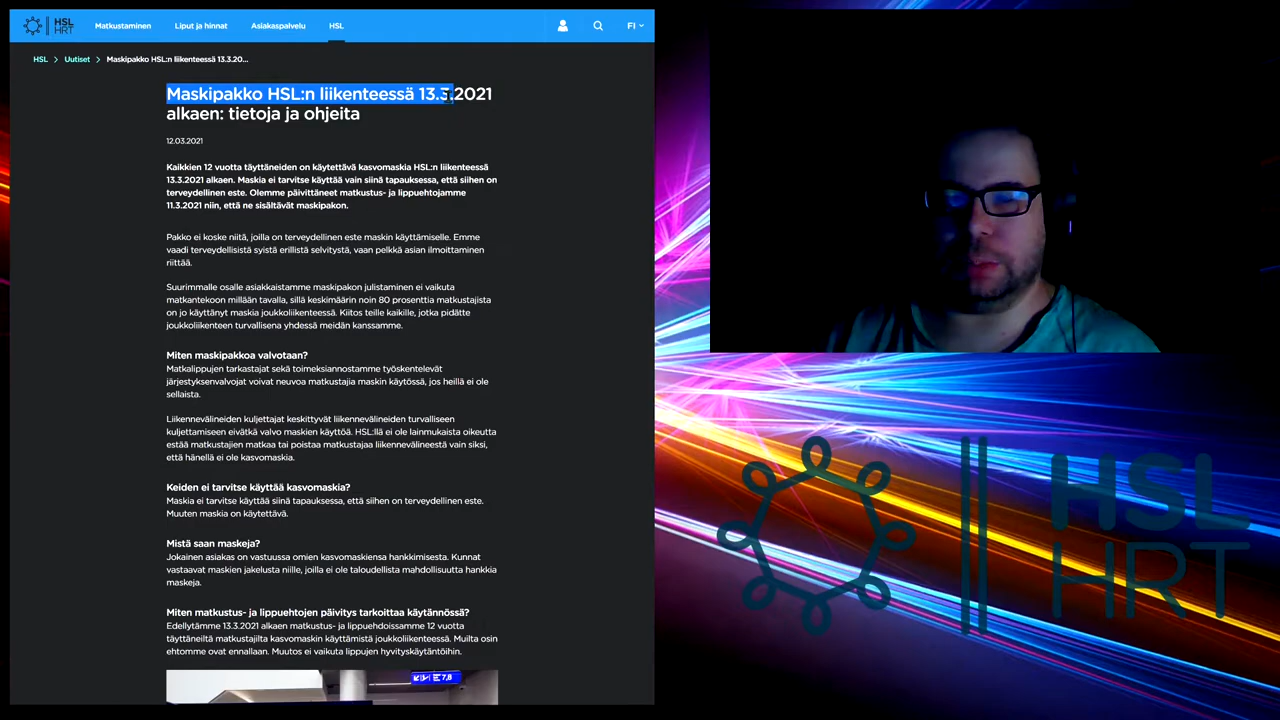 HSL
HRT
Matkustaminen
Liput ja hinnat
Asiakaspalvelu
HSL
FI
HSL
Uutiset
Maskipakko HSL:n liikenteessä 13.3.20...
Maskipakko HSL:n liikenteessä 13.3.2021
alkaen: tietoja ja ohjeita
12.03.2021
Kaikkien 12 vuotta täyttäneiden on käytettävä kasvomaskia HSL:n liikenteessä
13.3.2021 alkaen. Maskia ei tarvitse käyttää vain siinä tapauksessa, että siihen on
terveydellinen este. Olemme päivittäneet matkustus- ja lippuehtojamme
11.3.2021 niin, että ne sisältävät maskipakon.
Pakko ei koske niitä, joilla on terveydellinen este maskin käyttämiselle. Emme
vaadi terveydellisistä syistä erillistä selvitystä, vaan pelkkä asian ilmoittaminen
riittää.
Suurimmalle osalle asiakkaistamme maskipakon julistaminen ei vaikuta
matkantekoon millään tavalla, sillä keskimäärin noin 80 prosenttia matkustajista
on jo käyttänyt maskia joukkoliikenteessä. Kiitos teille kaikille, jotka pidätte
joukkoliikenteen turvallisena yhdessä meidän kanssamme.
Miten maskipakkoa valvotaan?
Matkalippujen tarkastajat sekä toimeksiannostamme työskentelevät
järjestyksenvalvojat voivat neuvoa matkustajia maskin käytössä, jos heillä ei ole
sellaista.
Liikennevälineiden kuljettajat keskittyvät liikennevälineiden turvalliseen
kuljettamiseen eivätkä valvo maskien käyttöä. HSL:llä ei ole lainmukaista oikeutta
estää matkustajien matkaa tai poistaa matkustajaa liikennevälineestä vain siksi,
että hänellä ei ole kasvomaskia.
Keiden ei tarvitse käyttää kasvomaskia?
Maskia ei tarvitse käyttää siinä tapauksessa, että siihen on terveydellinen este.
Muuten maskia on käytettävä.
Mistä saan maskeja?
Jokainen asiakas on vastuussa omien kasvomaskiensa hankkimisesta. Kunnat
vastaavat maskien jakelusta niille, joilla ei ole taloudellista mahdollisuutta hankkia
maskeja.
Miten matkustus- ja lippuehtojen päivitys tarkoittaa käytännössä?
Edellytämme 13.3.2021 alkaen matkustus- ja lippuehdoissamme 12 vuotta
täyttäneiltä matkustajilta kasvomaskin käyttämistä joukkoliikenteessä. Muilta osin
ehtomme ovat ennallaan. Muutos ei vaikuta lippujen hyvityskäytäntöihin.
7,8
HSL
HRT